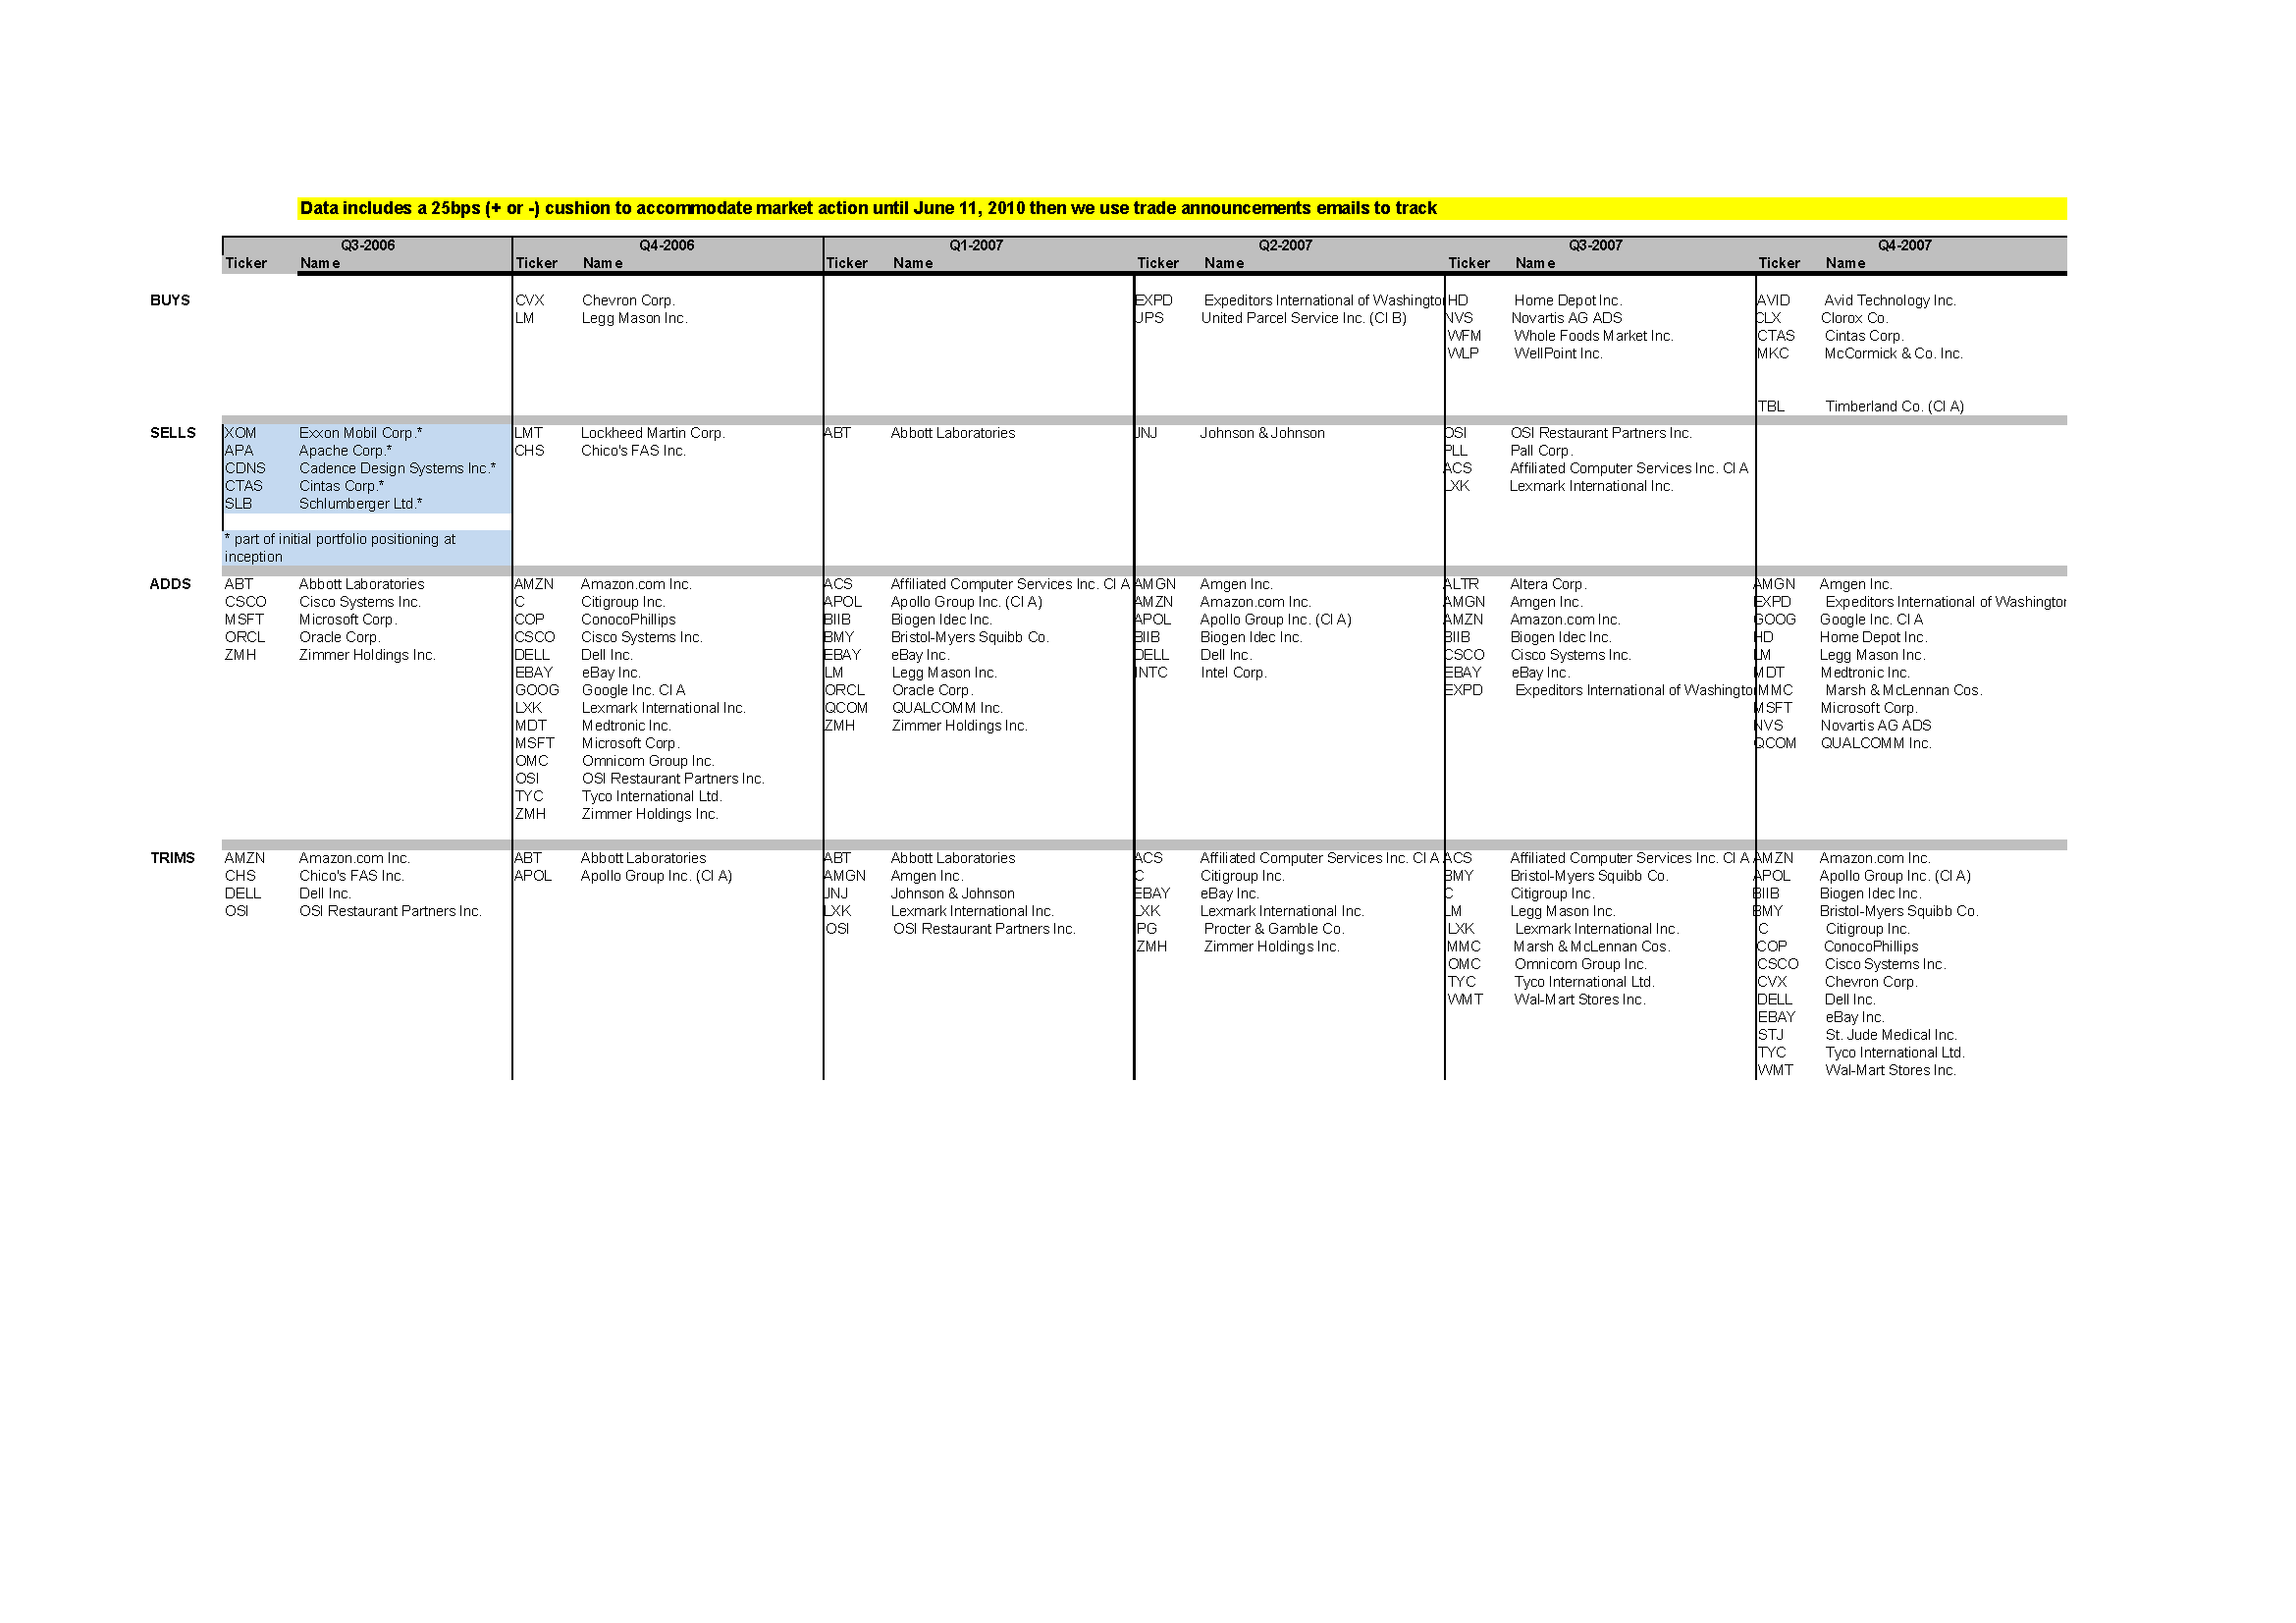 Data includes a 25bps (+ or -) cushion to accommodate market action until June 11, 2010 then we use trade announcements emails to track
Q3-2006 Q4-2006 Q1-2007 Q2-2007 Q3-2007 Q4-2007
Ticker Name Ticker Name Ticker Name Ticker Name Ticker Name Ticker Name
BUYS CVX Chevron Corp. EXPD Expeditors International of Washington HD Home Depot Inc. AVID Avid Technology Inc.
LM Legg Mason Inc. UPS United Parcel Service Inc. (Cl B) NVS Novartis AG ADS CLX Clorox Co.
WFM Whole Foods Market Inc. CTAS Cintas Corp.
WLP WellPoint Inc. MKC McCormick & Co. Inc.
TBL Timberland Co. (Cl A)
SELLS XOM Exxon Mobil Corp.* LMT Lockheed Martin Corp. ABT Abbott Laboratories JNJ Johnson & Johnson OSI OSI Restaurant Partners Inc.
APA Apache Corp.* CHS Chico's FAS Inc. PLL Pall Corp.
CDNS Cadence Design Systems Inc.* ACS Affiliated Computer Services Inc. Cl A
CTAS Cintas Corp.* LXK Lexmark International Inc.
SLB Schlumberger Ltd.*
* part of initial portfolio positioning at
inception
ADDS ABT Abbott Laboratories AMZN Amazon.com Inc. ACS Affiliated Computer Services Inc. Cl A AMGN Amgen Inc. ALTR Altera Corp. AMGN Amgen Inc.
CSCO Cisco Systems Inc. C Citigroup Inc. APOL Apollo Group Inc. (Cl A) AMZN Amazon.com Inc. AMGN Amgen Inc. EXPD Expeditors International of Washington
MSFT Microsoft Corp. COP ConocoPhillips BIIB Biogen Idec Inc. APOL Apollo Group Inc. (Cl A) AMZN Amazon.com Inc. GOOG Google Inc. Cl A
ORCL Oracle Corp. CSCO Cisco Systems Inc. BMY Bristol-Myers Squibb Co. BIIB Biogen Idec Inc. BIIB Biogen Idec Inc. HD Home Depot Inc.
ZMH Zimmer Holdings Inc. DELL Dell Inc. EBAY eBay Inc. DELL Dell Inc. CSCO Cisco Systems Inc. LM Legg Mason Inc.
EBAY eBay Inc. LM Legg Mason Inc. INTC Intel Corp. EBAY eBay Inc. MDT Medtronic Inc.
GOOG Google Inc. Cl A ORCL Oracle Corp. EXPD Expeditors International of Washington MMC Marsh & McLennan Cos.
LXK Lexmark International Inc. QCOM QUALCOMM Inc. MSFT Microsoft Corp.
MDT Medtronic Inc. ZMH Zimmer Holdings Inc. NVS Novartis AG ADS
MSFT Microsoft Corp. QCOM QUALCOMM Inc.
OMC Omnicom Group Inc.
OSI OSI Restaurant Partners Inc.
TYC Tyco International Ltd.
ZMH Zimmer Holdings Inc.
TRIMS AMZN Amazon.com Inc. ABT Abbott Laboratories ABT Abbott Laboratories ACS Affiliated Computer Services Inc. Cl A ACS Affiliated Computer Services Inc. Cl A AMZN Amazon.com Inc.
CHS Chico's FAS Inc. APOL Apollo Group Inc. (Cl A) AMGN Amgen Inc. C Citigroup Inc. BMY Bristol-Myers Squibb Co. APOL Apollo Group Inc. (Cl A)
DELL Dell Inc. JNJ Johnson & Johnson EBAY eBay Inc. C Citigroup Inc. BIIB Biogen Idec Inc.
OSI OSI Restaurant Partners Inc. LXK Lexmark International Inc. LXK Lexmark International Inc. LM Legg Mason Inc. BMY Bristol-Myers Squibb Co.
OSI OSI Restaurant Partners Inc. PG Procter & Gamble Co. LXK Lexmark International Inc. C Citigroup Inc.
ZMH Zimmer Holdings Inc. MMC Marsh & McLennan Cos. COP ConocoPhillips
OMC Omnicom Group Inc. CSCO Cisco Systems Inc.
TYC Tyco International Ltd. CVX Chevron Corp.
WMT Wal-Mart Stores Inc. DELL Dell Inc.
EBAY eBay Inc.
STJ St. Jude Medical Inc.
TYC Tyco International Ltd.
WMT Wal-Mart Stores Inc.